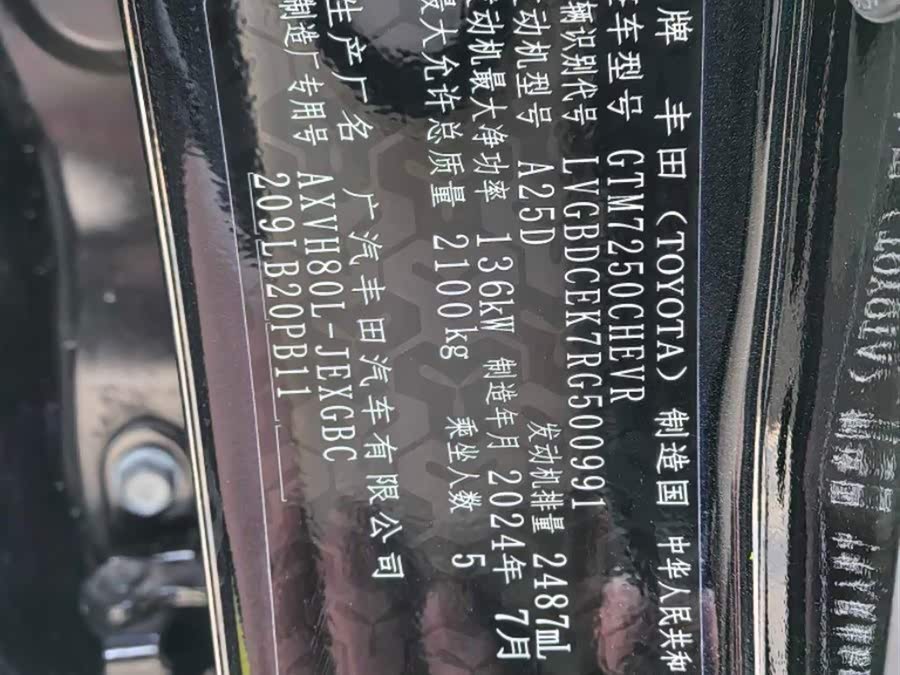 牌 丰田(TOYOTA) 制造国 中华人民共和
车型号 GTM7250CHEVR
辆识别代号 LVGBDCEK7RG500991
动机型号 A25D 发动机排量 2487mL
动机最大净功率 136kW 制造年月 2024年 7月
最大允许总质量 2100kg 乘坐人数 5
生产厂名 广汽丰田汽车有限公司
制造厂专用号 AXVH80L-JEXGBC
209LB20PB11